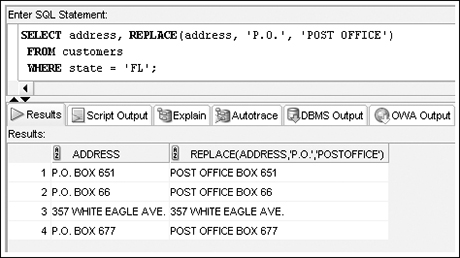 Enter SQL Statement:
SELECT address, REPLACE(address, 'P.O.', 'POST OFFICE')
FROM customers
WHERE state = 'FL';
Results Script Output Explain Autotrace DBMS Output OWA Output
Results:
ADDRESS REPLACE(ADDRESS,'P.O.','POSTOFFICE')
1 P.O. BOX 651 POST OFFICE BOX 651
2 P.O. BOX 66 POST OFFICE BOX 66
3 357 WHITE EAGLE AVE. 357 WHITE EAGLE AVE.
4 P.O. BOX 677 POST OFFICE BOX 677